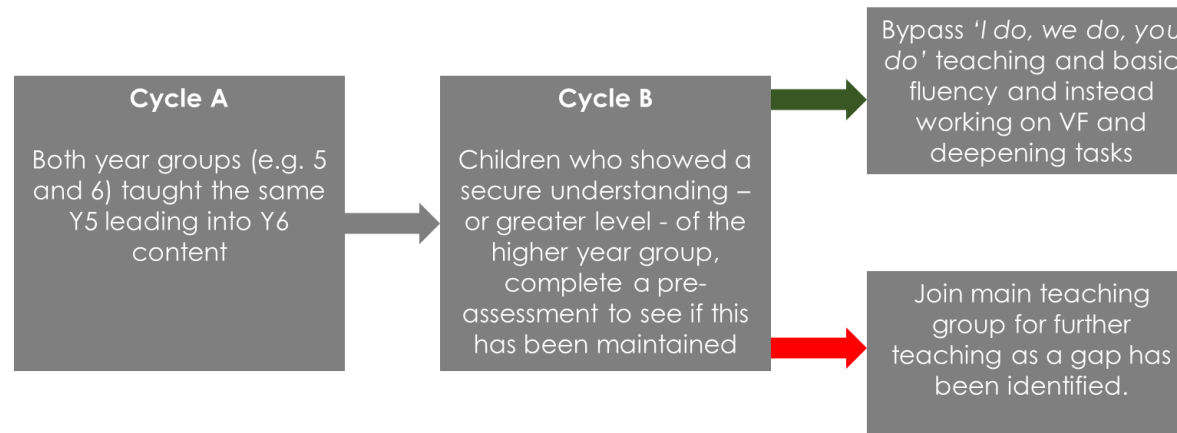 Cycle A
Both year groups (e.g. 5
and 6) taught the same
Y5 leading into Y6
content
Cycle B
Children who showed a
secure understanding –
or greater level - of the
higher year group,
complete a pre-
assessment to see if this
has been maintained
Bypass ‘I do, we do, you
do’ teaching and basic
fluency and instead
working on VF and
deepening tasks
Join main teaching
group for further
teaching as a gap has
been identified.